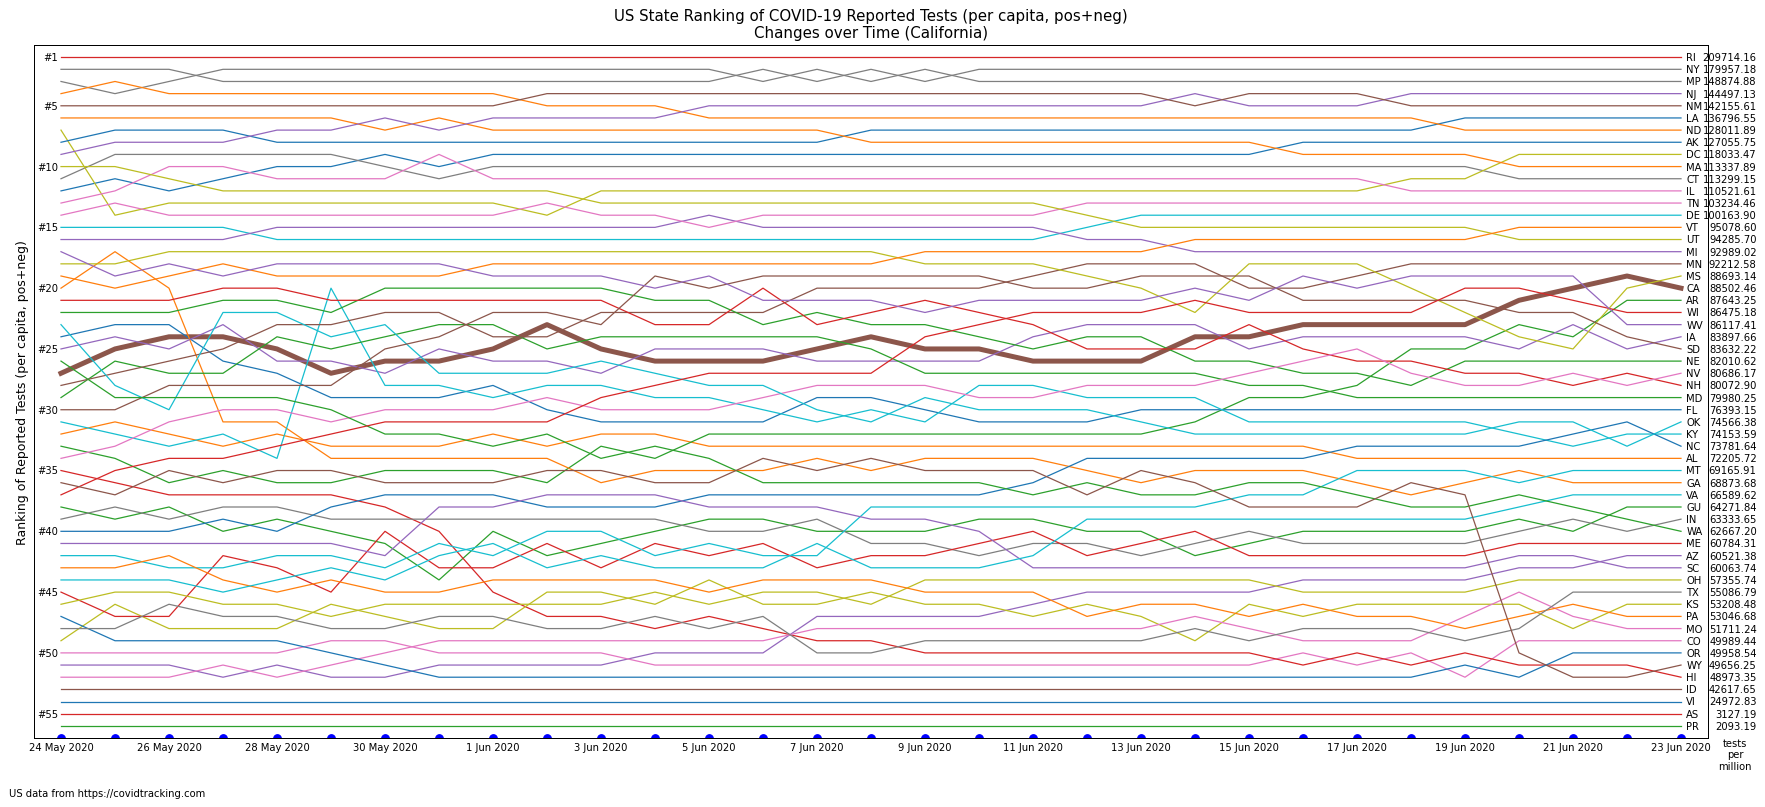 US State Ranking of COVID-19 Reported Tests (per capita, pos+neg)
Changes over Time (California)
Ranking of Reported Tests (per capita, pos+neg)
#1
#5
#10
#15
#20
#25
#30
#35
#40
#45
#50
#55
RI 209714.16
NY 179957.18
MP 148874.88
NJ 144497.13
NM 142155.61
LA 136796.55
ND 128011.89
AK 127055.75
DC 118033.47
MA 113337.89
CT 113299.15
IL 110521.61
TN 103234.46
DE 100163.90
VT 95078.60
UT 94285.70
MI 92989.02
MN 92212.58
MS 88693.14
CA 88502.46
AR 87643.25
WI 86475.18
WV 86117.41
IA 83897.66
SD 83632.22
NE 82010.62
NV 80686.17
NH 80072.90
MD 79980.25
FL 76393.15
OK 74566.38
KY 74153.59
NC 73781.64
AL 72205.72
MT 69165.91
GA 68873.68
VA 66589.62
GU 64271.84
IN 63333.65
WA 62667.20
ME 60784.31
AZ 60521.38
SC 60063.74
OH 57355.74
TX 55086.79
KS 53208.48
PA 53046.68
MO 51711.24
CO 49989.44
OR 49958.54
WY 49656.25
HI 48973.35
ID 42617.65
VI 24972.83
AS 3127.19
PR 2093.19
24 May 2020 26 May 2020 28 May 2020 30 May 2020 1 Jun 2020 3 Jun 2020 5 Jun 2020 7 Jun 2020 9 Jun 2020 11 Jun 2020 13 Jun 2020 15 Jun 2020 17 Jun 2020 19 Jun 2020 21 Jun 2020 23 Jun 2020
tests
per
million
US data from https://covidtracking.com